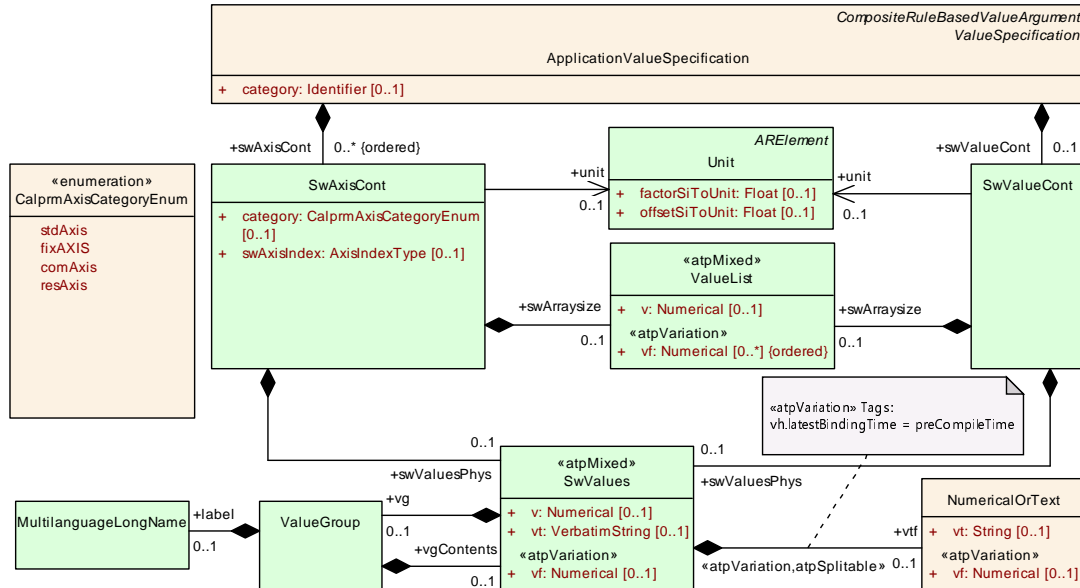 CompositeRuleBasedValueArgument
ValueSpecification
ApplicationValueSpecification
+ category: Identifier [0..1]
+swAxisCont 0..* {ordered}
+swValueCont 0..1
«enumeration»
CalprmAxisCategoryEnum
stdAxis
fixAXIS
comAxis
resAxis
SwAxisCont
+ category: CalprmAxisCategoryEnum
[0..1]
+ swAxisIndex: AxisIndexType [0..1]
+unit
0..1
ARElement
Unit
+ factorSiToUnit: Float [0..1]
+ offsetSiToUnit: Float [0..1]
+unit
0..1
SwValueCont
+swArraysize
0..1
«atpMixed»
ValueList
+ v: Numerical [0..1]
«atpVariation»
+ vf: Numerical [0..*] {ordered}
+swArraysize
0..1
«atpVariation» Tags:
vh.latestBindingTime = preCompileTime
0..1
+swValuesPhys
0..1
+swValuesPhys
«atpMixed»
SwValues
+ v: Numerical [0..1]
+ vt: VerbatimString [0..1]
«atpVariation»
+ vf: Numerical [0..1]
MultilanguageLongName
+label
0..1
ValueGroup
+vg
0..1
+vgContents
0..1
+vtf
«atpVariation,atpSplitable» 0..1
NumericalOrText
+ vt: String [0..1]
«atpVariation»
+ vf: Numerical [0..1]